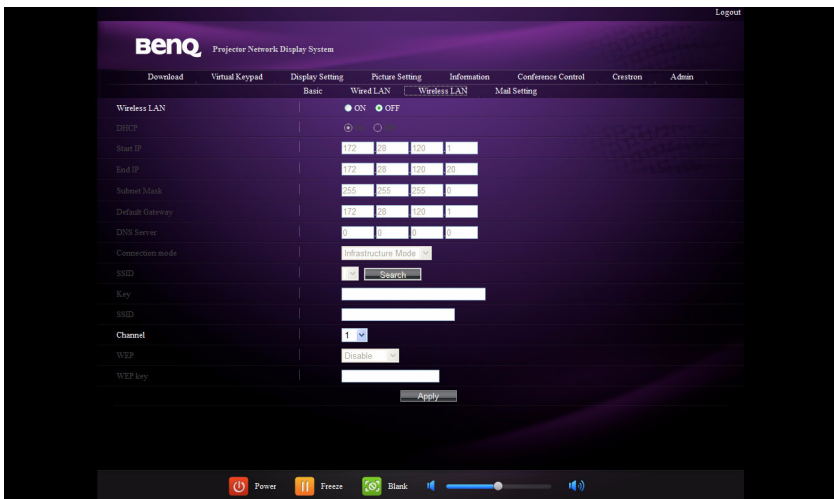 Logout
BenQ Projector Network Display System
Download Virtual Keypad Display Setting Picture Setting Information Conference Control Crestron Admin
Basic Wired LAN Wireless LAN Mail Setting
Wireless LAN ON OFF
DHCP
Start IP 172 .28 .120 .1
End IP 172 .28 .120 .20
Subnet Mask 255 .255 .255 .0
Default Gateway 172 .28 .120 .1
DNS Server 0 .0 .0 .0
Connection mode Infrastructure Mode
SSID Search
Key
SSID
Channel 1
WEP Disable
WEP key
Apply
Power Freeze Blank